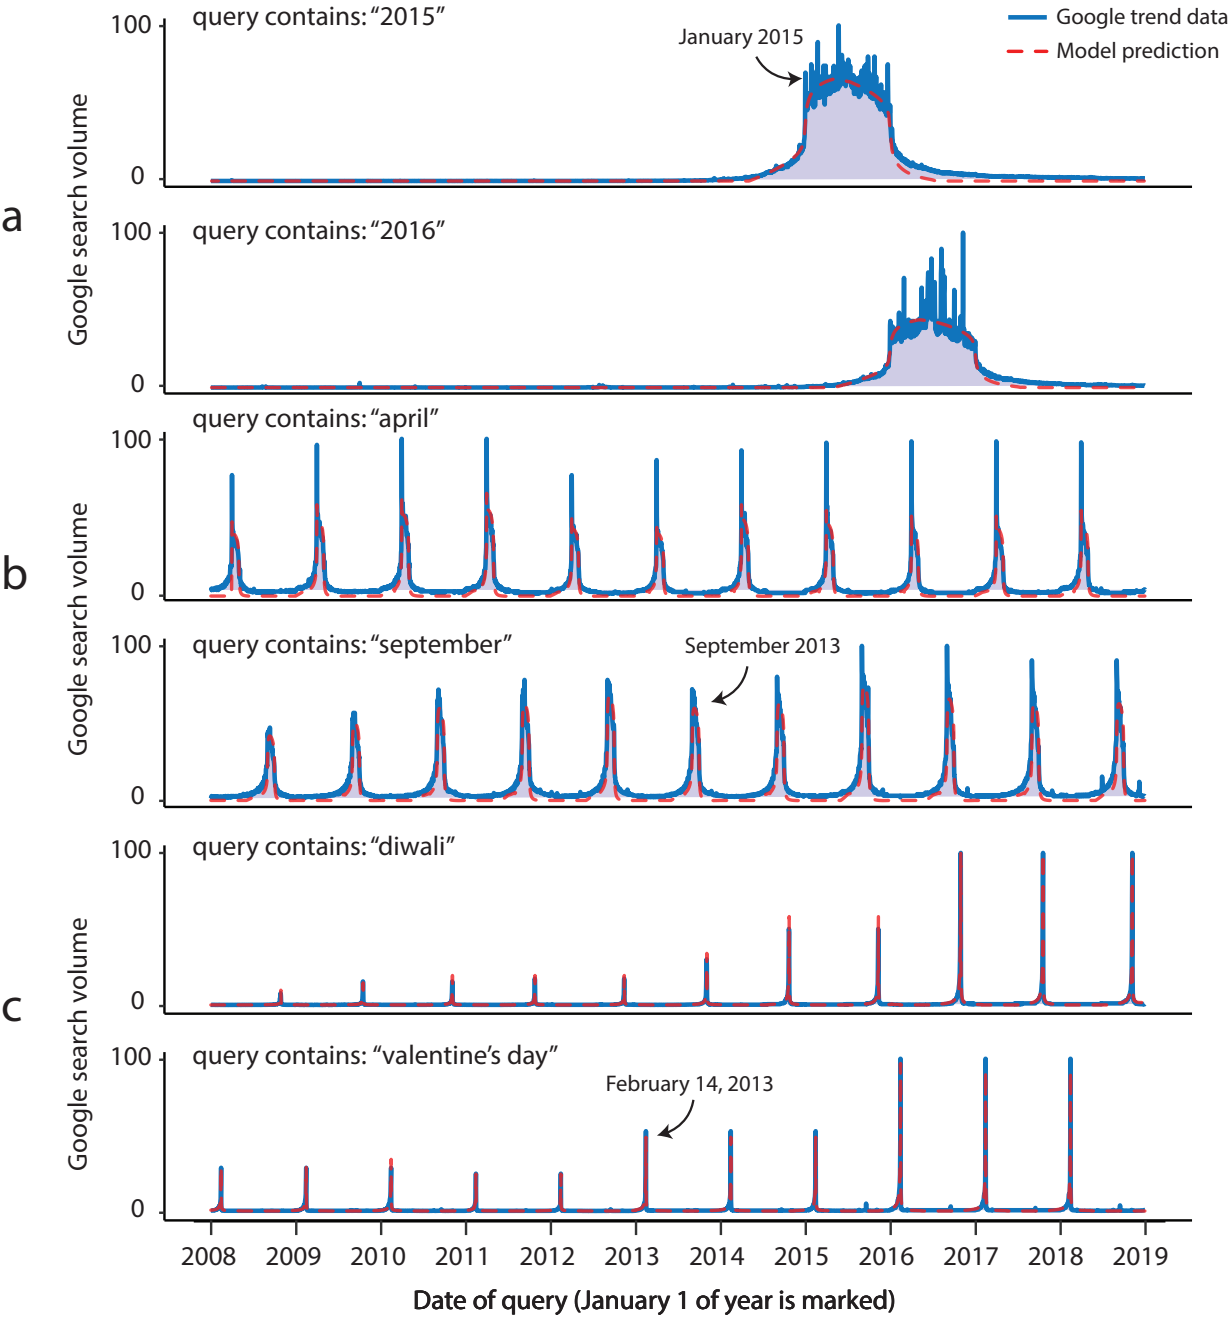 query contains: “2015”
Google trend data
Model prediction
January 2015
100
0
Google search volume
a
query contains: “2016”
100
0
query contains: “april”
100
0
Google search volume
b
query contains: “september”
September 2013
100
0
query contains: “diwali”
100
0
Google search volume
c
query contains: “valentine’s day”
February 14, 2013
100
0
2008 2009 2010 2011 2012 2013 2014 2015 2016 2017 2018 2019
Date of query (January 1 of year is marked)